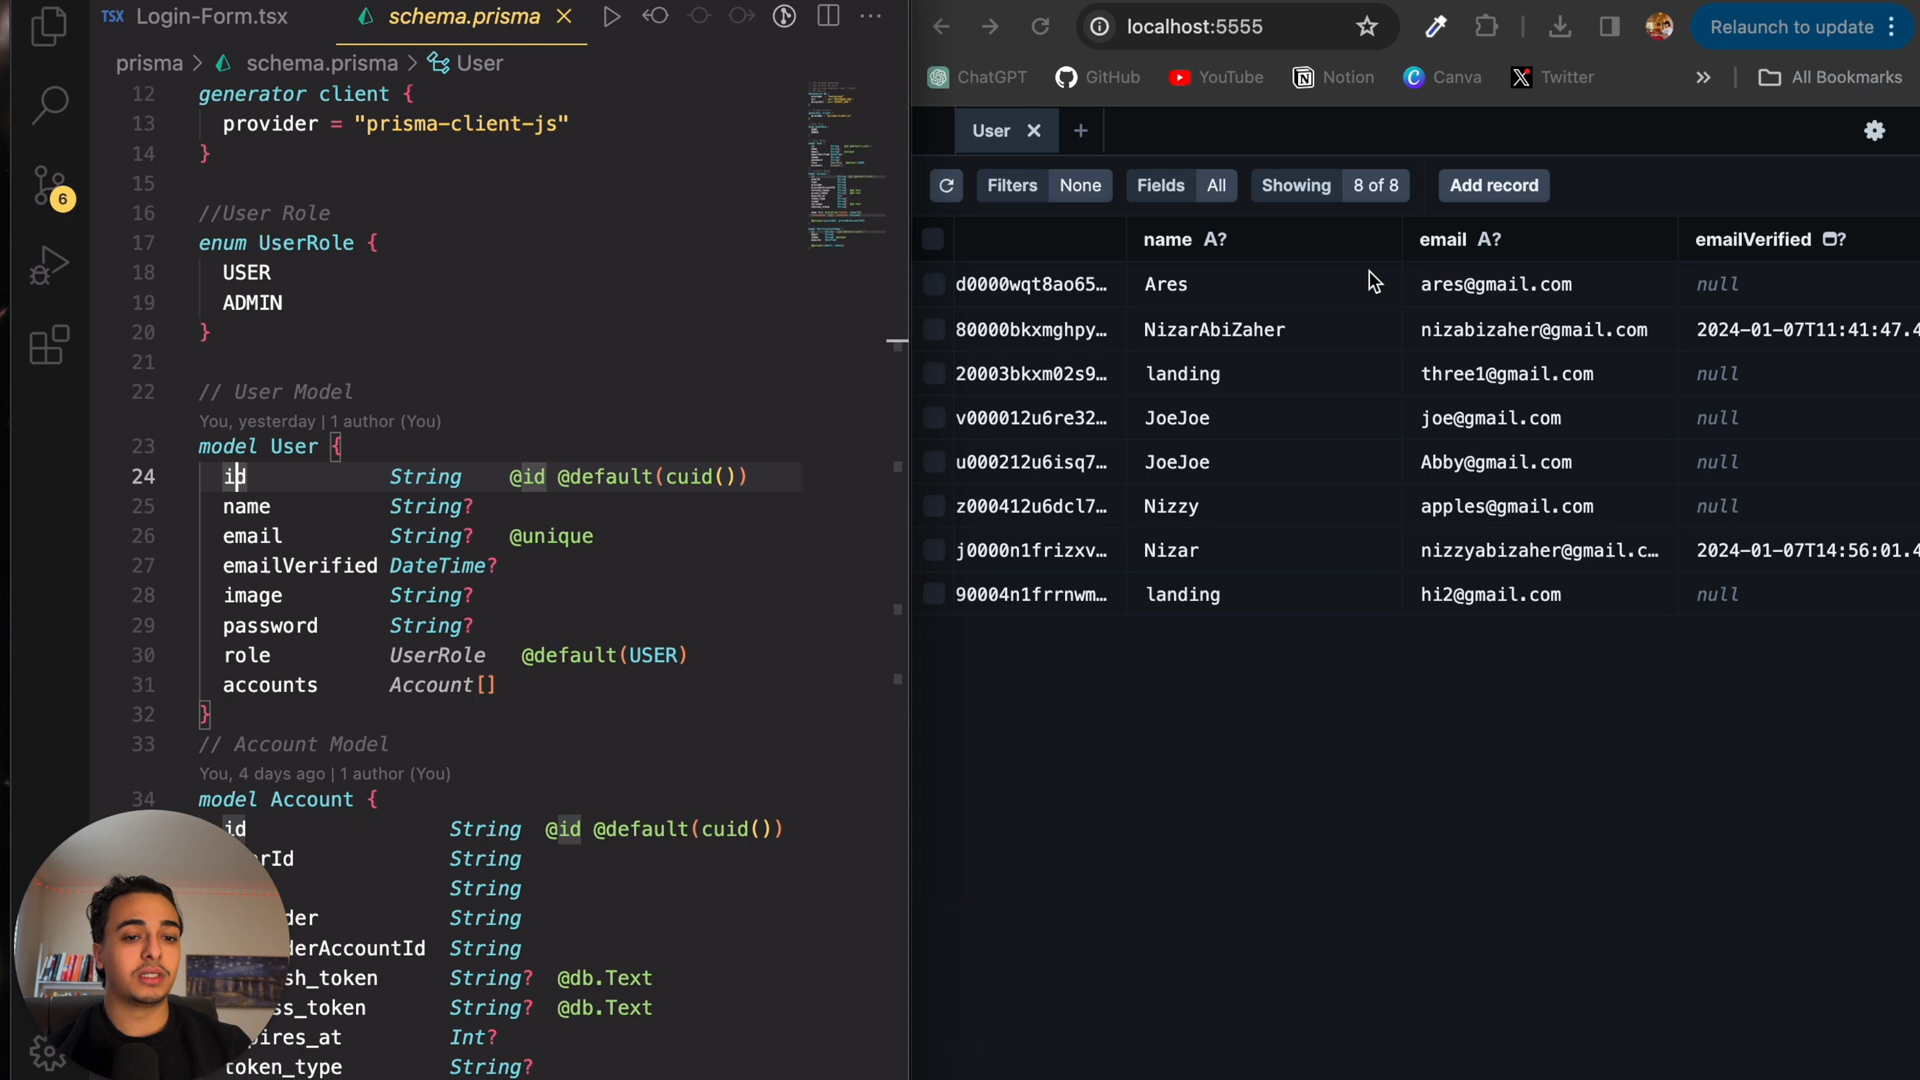 TSX Login-Form.tsx
schema.prisma
prisma > schema.prisma > User
12 generator client {
13 provider = "prisma-client-js"
14 }
15
16 //User Role
17 enum UserRole {
18 USER
19 ADMIN
20 }
21
22 // User Model
You, yesterday | 1 author (You)
23 model User {
24 id String @id @default(cuid())
25 name String?
26 email String? @unique
27 emailVerified DateTime?
28 image String?
29 password String?
30 role UserRole @default(USER)
31 accounts Account[]
32 }
33 // Account Model
You, 4 days ago | 1 author (You)
34 model Account {
id String @id @default(cuid())
rId String
String
der String
derAccountId String
sh_token String? @db.Text
ss_token String? @db.Text
pires_at Int?
token_type String?
6
localhost:5555
Relaunch to update
ChatGPT GitHub YouTube Notion Canva Twitter
» All Bookmarks
User
Filters None Fields All Showing 8 of 8 Add record
name A? email A? emailVerified ?
d0000wqt8ao65… Ares ares@gmail.com null
80000bkxmghpy… NizarAbiZaher nizabizaher@gmail.com 2024-01-07T11:41:47.4
20003bkxm02s9… landing three1@gmail.com null
v000012u6re32… JoeJoe joe@gmail.com null
u000212u6isq7… JoeJoe Abby@gmail.com null
z000412u6dcl7… Nizzy apples@gmail.com null
j0000n1frizxv… Nizar nizzyabizaher@gmail.c… 2024-01-07T14:56:01.4
90004n1frrnwm… landing hi2@gmail.com null